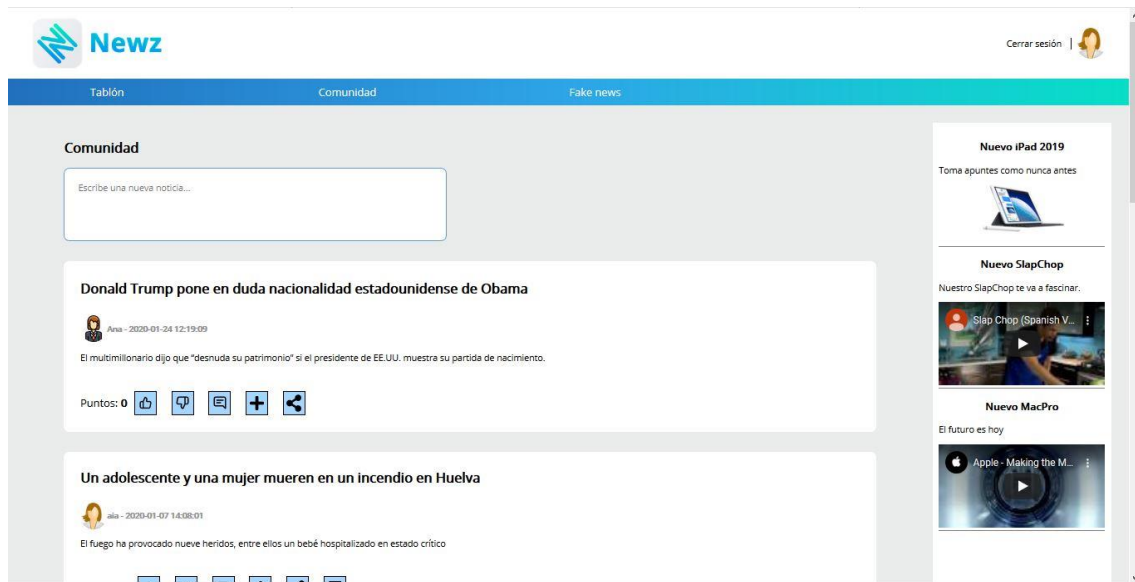 Newz
Cerrar sesión |
Tablón
Comunidad
Fake news
Comunidad
Escribe una nueva noticia...
Donald Trump pone en duda nacionalidad estadounidense de Obama
Ana - 2020-01-24 12:19:09
El multimillonario dijo que "desnuda su patrimonio" si el presidente de EE.UU. muestra su partida de nacimiento.
Puntos: 0
Un adolescente y una mujer mueren en un incendio en Huelva
aia - 2020-01-07 14:08:01
El fuego ha provocado nueve heridos, entre ellos un bebé hospitalizado en estado crítico
Nuevo iPad 2019
Toma apuntes como nunca antes
Nuevo SlapChop
Nuestro SlapChop te va a fascinar.
Slap Chop (Spanish V...
Nuevo MacPro
El futuro es hoy
Apple - Making the M...